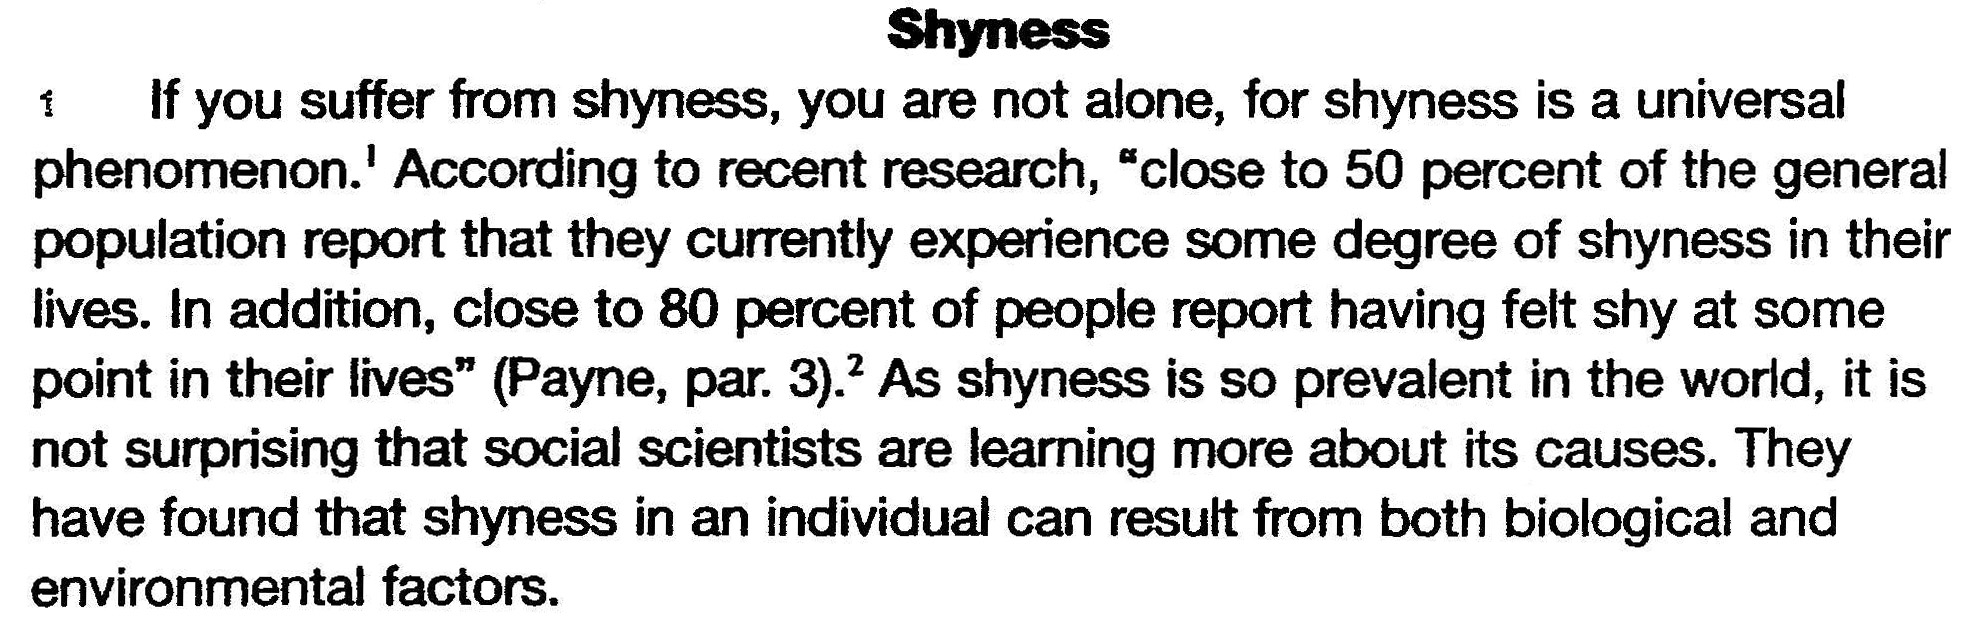 Shyness
1 If you suffer from shyness, you are not alone, for shyness is a universal
phenomenon.¹ According to recent research, “close to 50 percent of the general
population report that they currently experience some degree of shyness in their
lives. In addition, close to 80 percent of people report having felt shy at some
point in their lives” (Payne, par. 3).² As shyness is so prevalent in the world, it is
not surprising that social scientists are learning more about its causes. They
have found that shyness in an individual can result from both biological and
environmental factors.